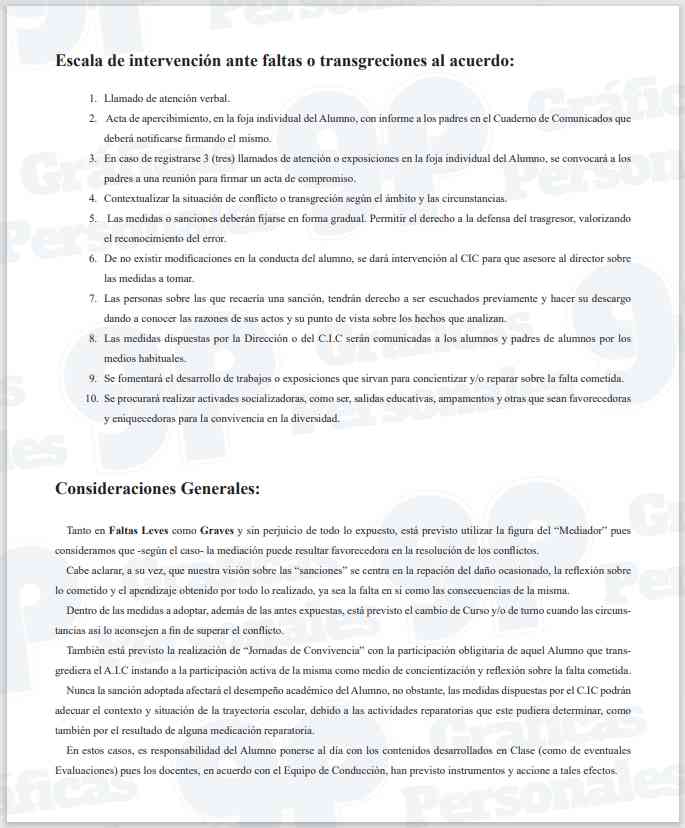 Escala de intervención ante faltas o transgreciones al acuerdo:
1. Llamado de atención verbal.
2. Acta de apercibimiento, en la foja individual del Alumno, con informe a los padres en el Cuaderno de Comunicados que
deberá notificarse firmando el mismo.
3. En caso de registrarse 3 (tres) llamados de atención o exposiciones en la foja individual del Alumno, se convocará a los
padres a una reunión para firmar un acta de compromiso.
4. Contextualizar la situación de conflicto o transgreción según el ámbito y las circunstancias.
5. Las medidas o sanciones deberán fijarse en forma gradual. Permitir el derecho a la defensa del trasgresor, valorizando
el reconocimiento del error.
6. De no existir modificaciones en la conducta del alumno, se dará intervención al CIC para que asesore al director sobre
las medidas a tomar.
7. Las personas sobre las que recaería una sanción, tendrán derecho a ser escuchados previamente y hacer su descargo
dando a conocer las razones de sus actos y su punto de vista sobre los hechos que analizan.
8. Las medidas dispuestas por la Dirección o del C.I.C serán comunicadas a los alumnos y padres de alumnos por los
medios habituales.
9. Se fomentará el desarrollo de trabajos o exposiciones que sirvan para concientizar y/o reparar sobre la falta cometida.
10. Se procurará realizar activades socializadoras, como ser, salidas educativas, ampamentos y otras que sean favorecedoras
y eniquecedoras para la convivencia en la diversidad.
Consideraciones Generales:
Tanto en Faltas Leves como Graves y sin perjuicio de todo lo expuesto, está previsto utilizar la figura del “Mediador” pues
consideramos que -según el caso- la mediación puede resultar favorecedora en la resolución de los conflictos.
Cabe aclarar, a su vez, que nuestra visión sobre las “sanciones” se centra en la repación del daño ocasionado, la reflexión sobre
lo cometido y el apendizaje obtenido por todo lo realizado, ya sea la falta en si como las consecuencias de la misma.
Dentro de las medidas a adoptar, además de las antes expuestas, está previsto el cambio de Curso y/o de turno cuando las circuns-
tancias asi lo aconsejen a fin de superar el conflicto.
También está previsto la realización de “Jornadas de Convivencia” con la participación obligitaria de aquel Alumno que trans-
grediera el A.I.C instando a la participación activa de la misma como medio de concientización y reflexión sobre la falta cometida.
Nunca la sanción adoptada afectará el desempeño académico del Alumno, no obstante, las medidas dispuestas por el C.IC podrán
adecuar el contexto y situación de la trayectoria escolar, debido a las actividades reparatorias que este pudiera determinar, como
también por el resultado de alguna medicación reparatoria.
En estos casos, es responsabilidad del Alumno ponerse al día con los contenidos desarrollados en Clase (como de eventuales
Evaluaciones) pues los docentes, en acuerdo con el Equipo de Conducción, han previsto instrumentos y accione a tales efectos.